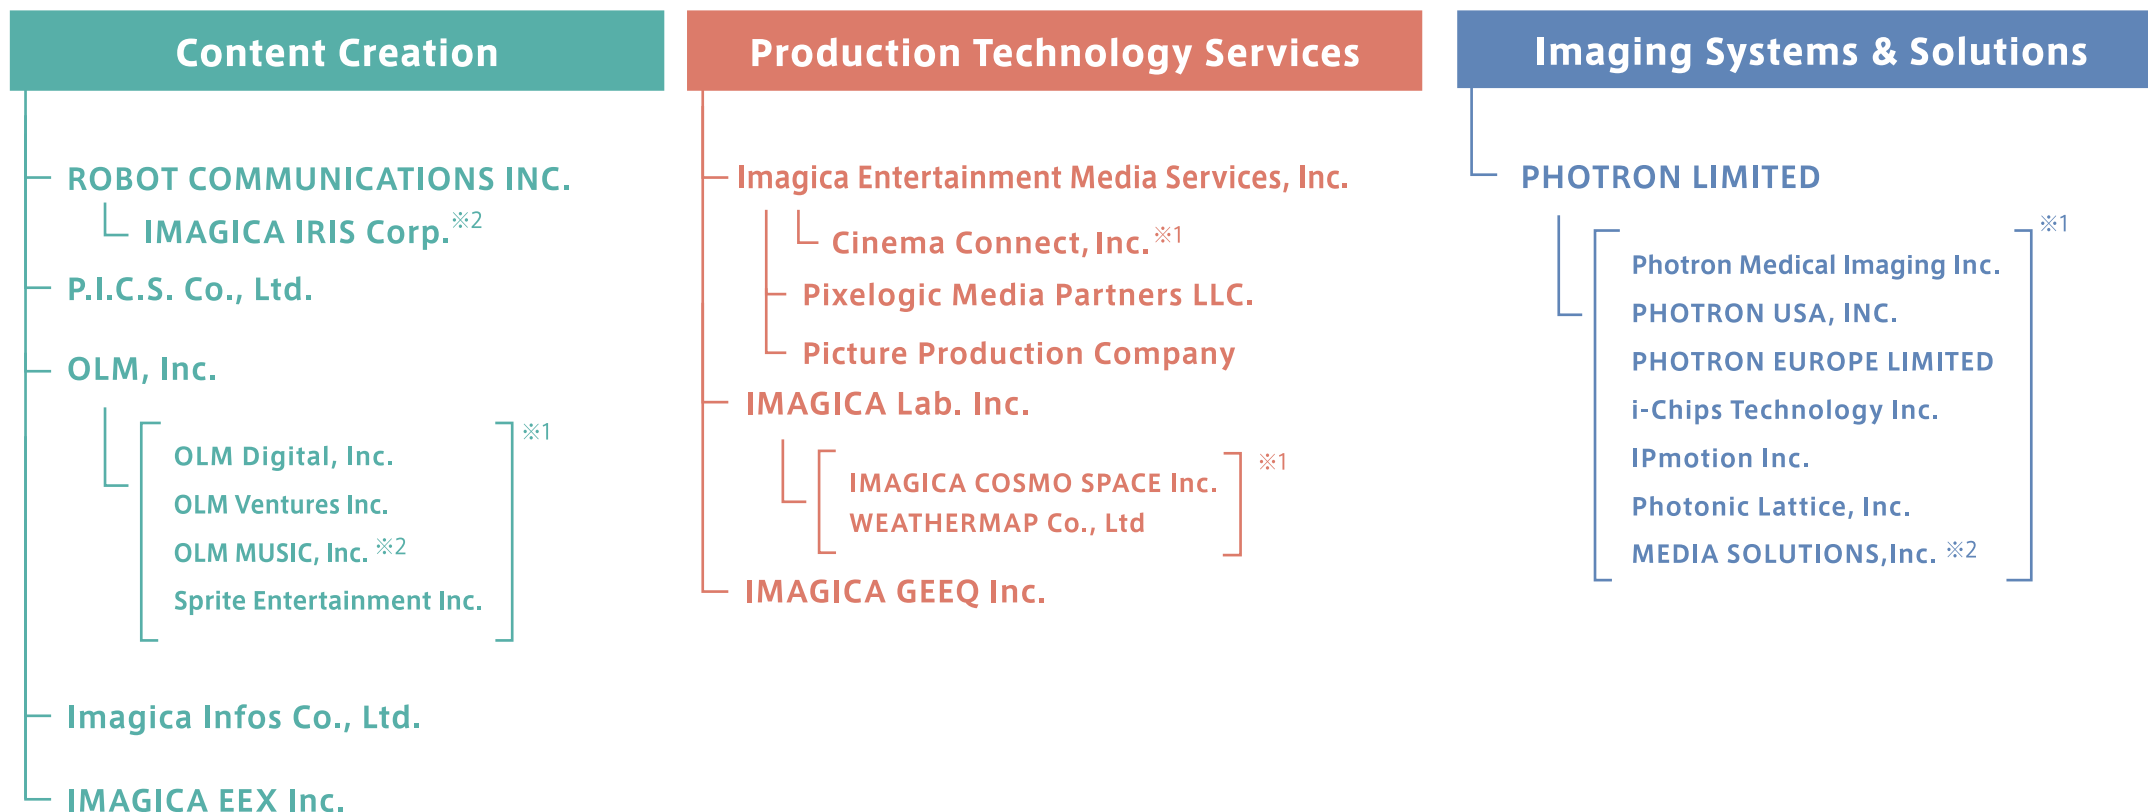 Content Creation
ROBOT COMMUNICATIONS INC.
IMAGICA IRIS Corp.※2
P.I.C.S. Co., Ltd.
OLM, Inc.
※1
OLM Digital, Inc.
OLM Ventures Inc.
OLM MUSIC, Inc. ※2
Sprite Entertainment Inc.
Imagica Infos Co., Ltd.
IMAGICA EEX Inc.
Production Technology Services
Imagica Entertainment Media Services, Inc.
Cinema Connect, Inc.※1
Pixelogic Media Partners LLC.
Picture Production Company
IMAGICA Lab. Inc.
※1
IMAGICA COSMO SPACE Inc.
WEATHERMAP Co., Ltd
IMAGICA GEEQ Inc.
Imaging Systems & Solutions
PHOTRON LIMITED
※1
Photron Medical Imaging Inc.
PHOTRON USA, INC.
PHOTRON EUROPE LIMITED
i-Chips Technology Inc.
IPmotion Inc.
Photonic Lattice, Inc.
MEDIA SOLUTIONS,Inc. ※2